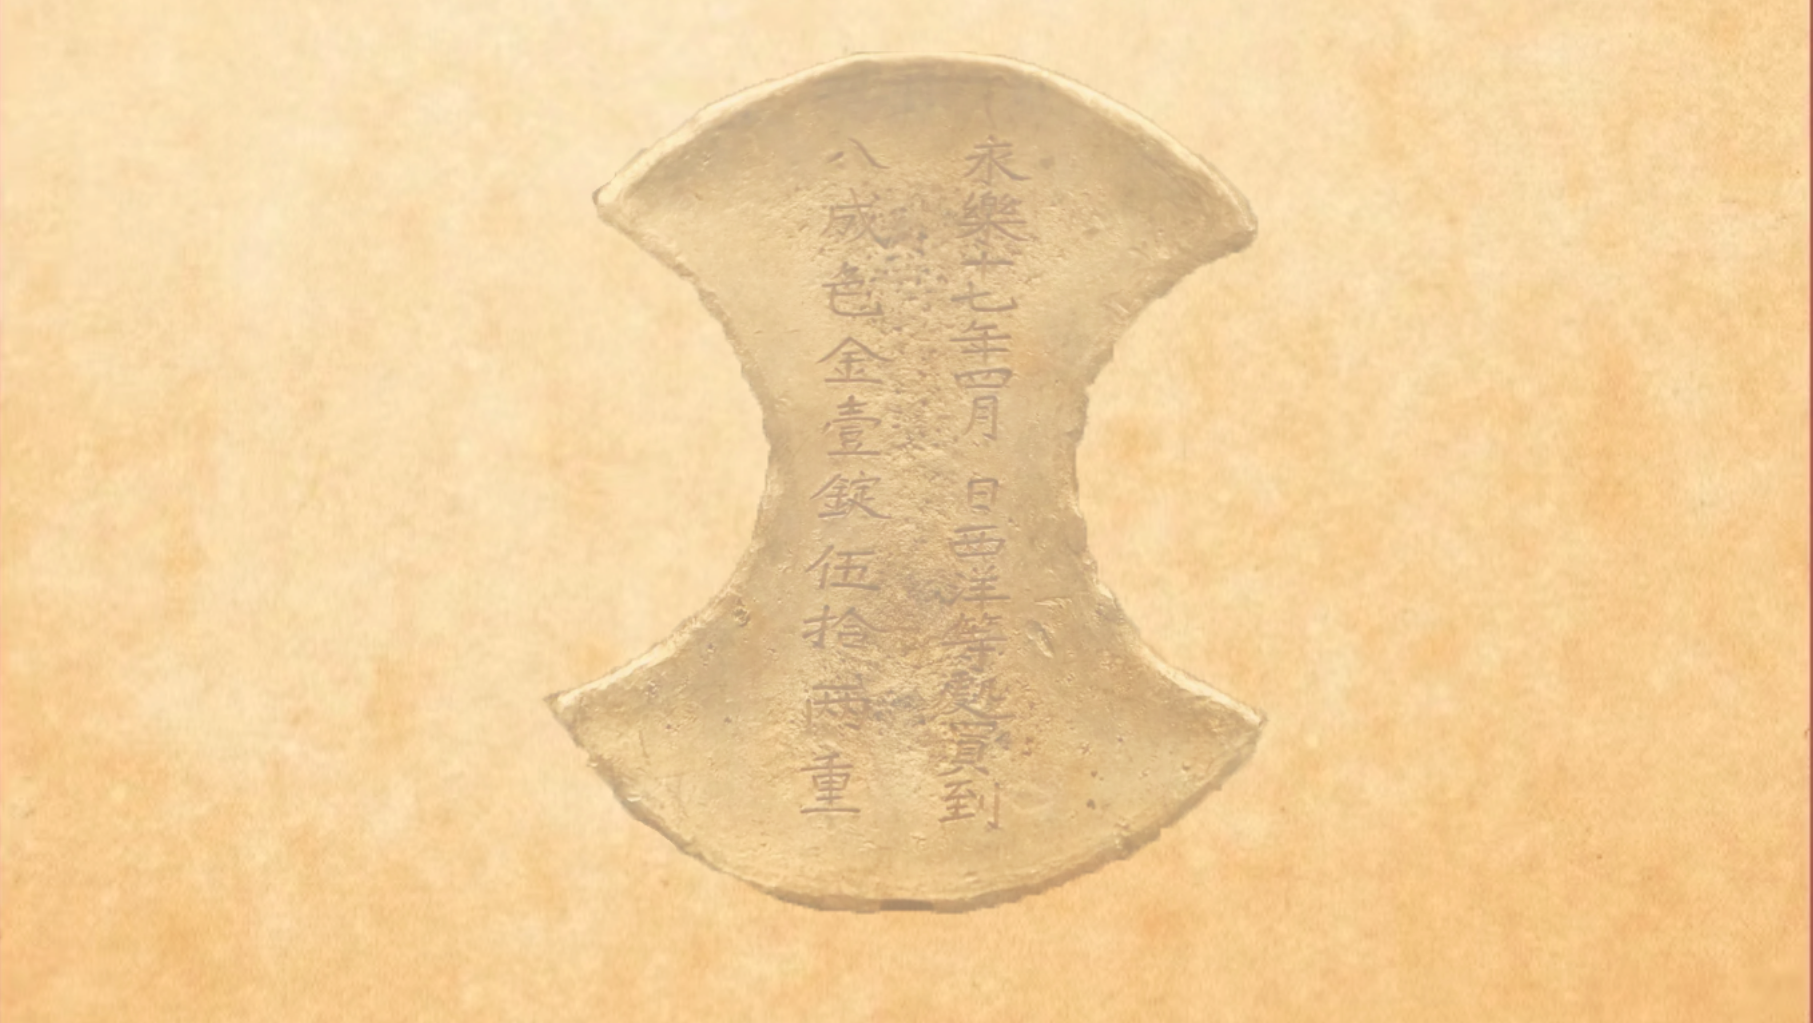 永樂十七年四月 日西洋等處買到
八成色金壹錠伍拾兩重